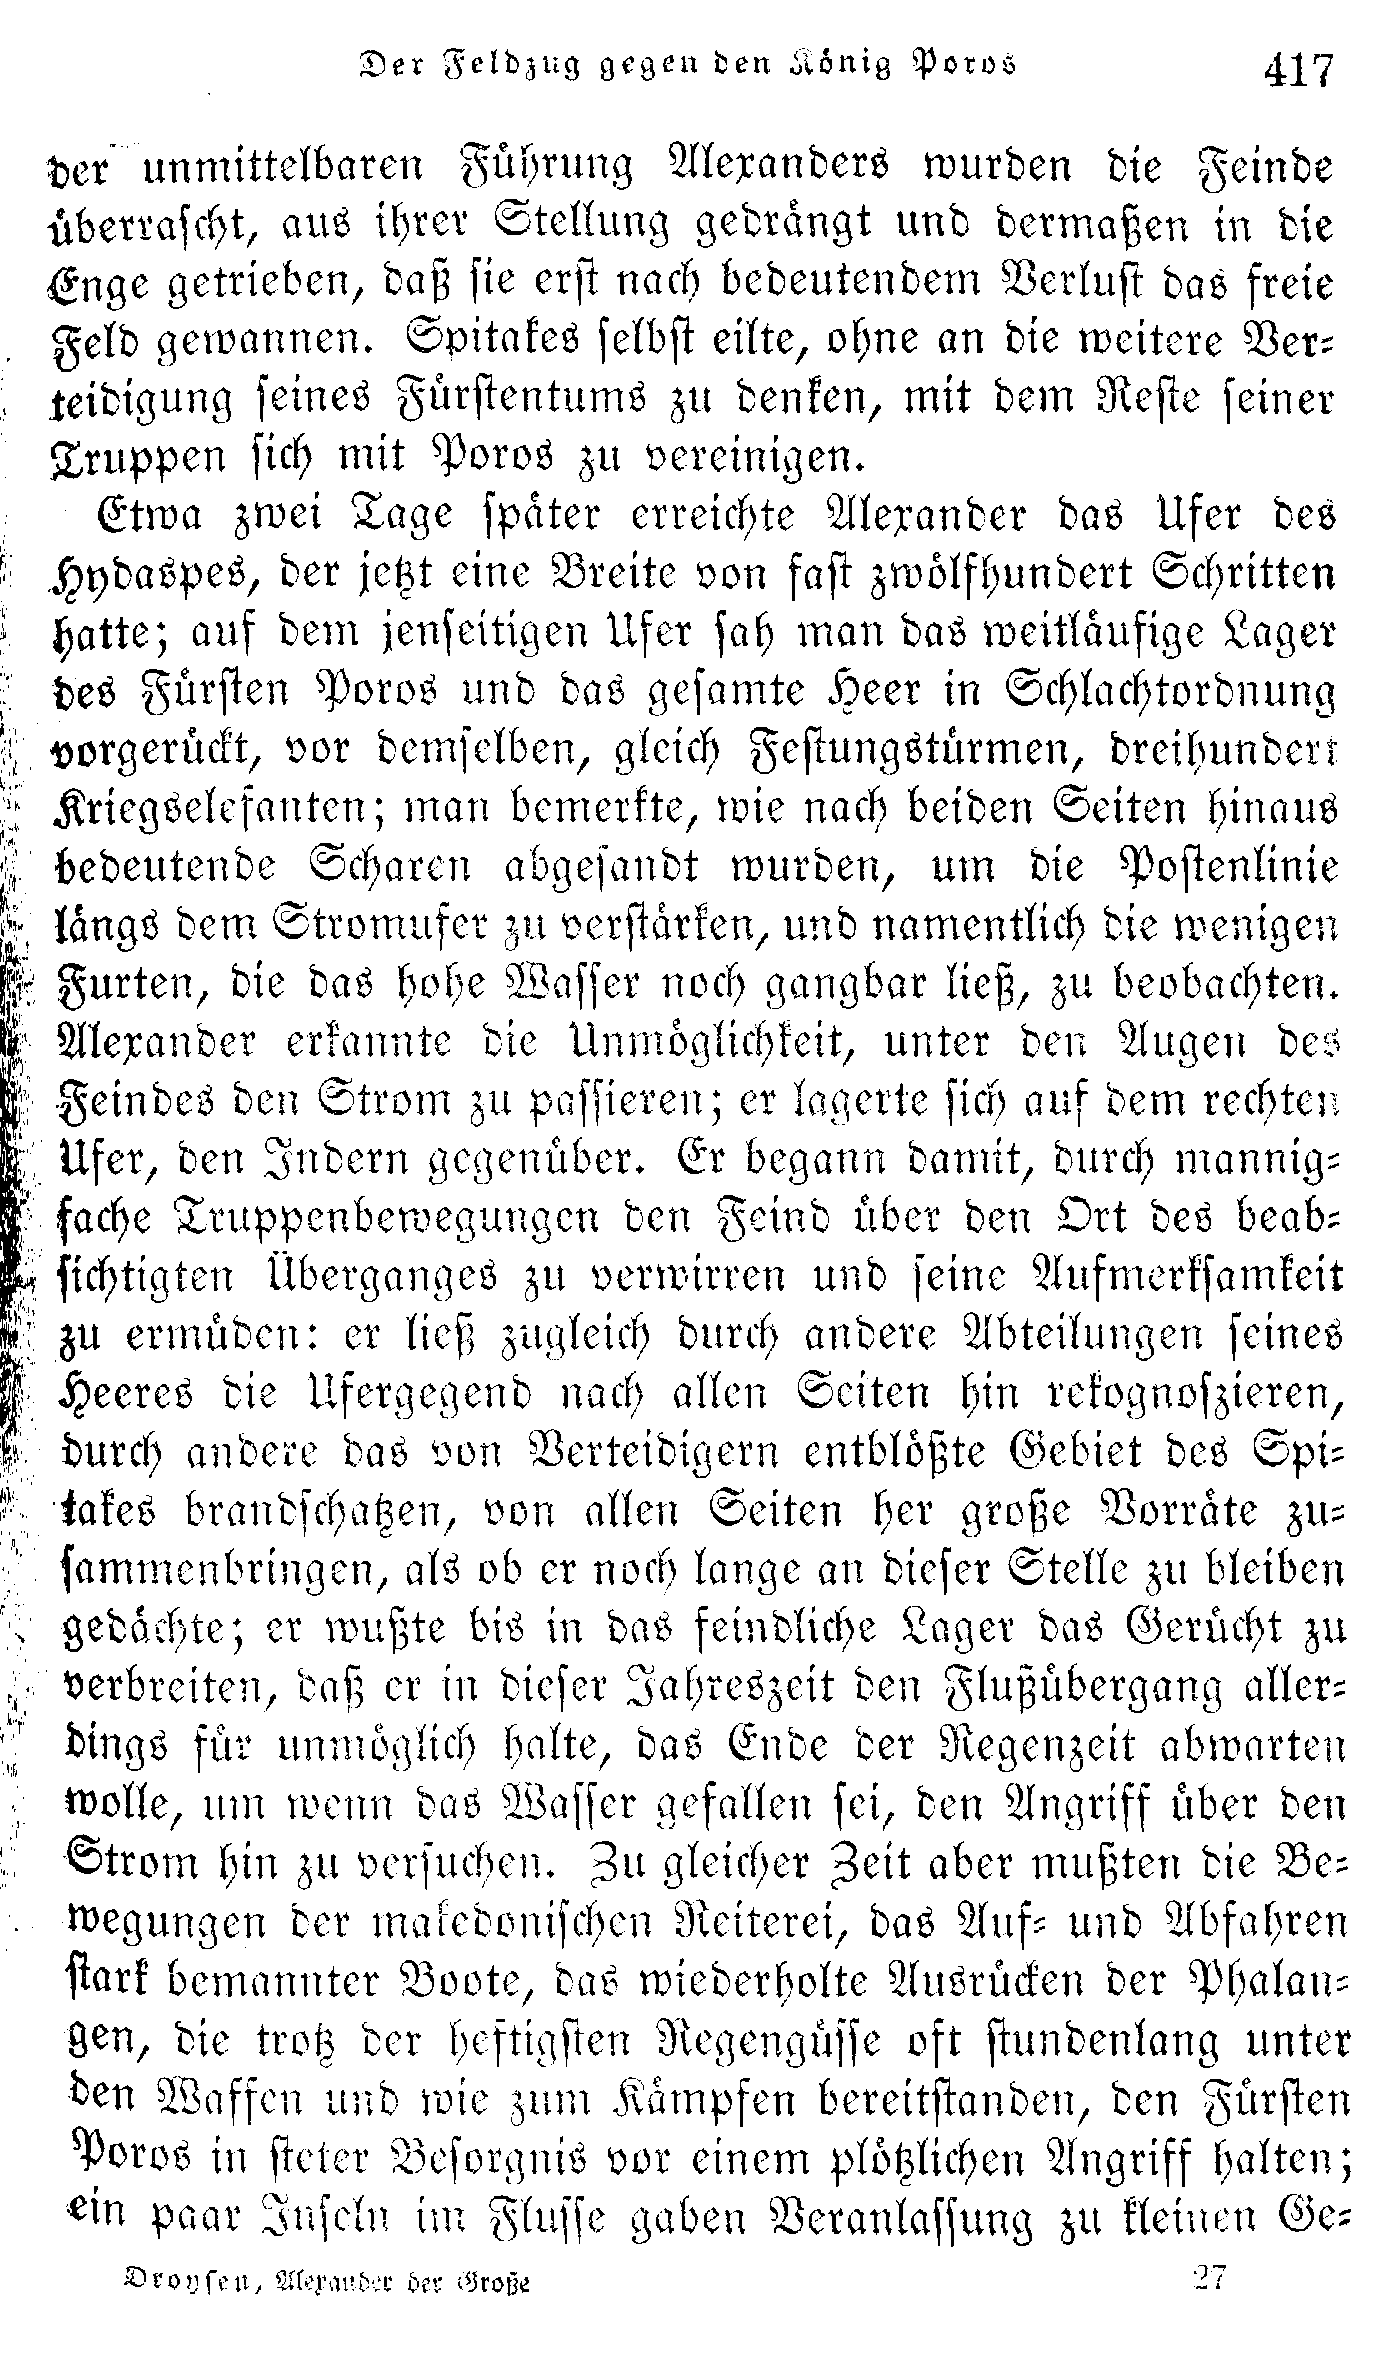 Der Feldzug gegen den König Poros 417
der unmittelbaren Führung Alexanders wurden die Feinde
überrascht, aus ihrer Stellung gedrängt und dermaßen in die
Enge getrieben, daß sie erst nach bedeutendem Verlust das freie
Feld gewannen. Spitakes selbst eilte, ohne an die weitere Ver-
teidigung seines Fürstentums zu denken, mit dem Reste seiner
Truppen sich mit Poros zu vereinigen.
Etwa zwei Tage später erreichte Alexander das Ufer des
Hydaspes, der jetzt eine Breite von fast zwölfhundert Schritten
hatte; auf dem jenseitigen Ufer sah man das weitläufige Lager
des Fürsten Poros und das gesamte Heer in Schlachtordnung
vorgerückt, vor demselben, gleich Festungstürmen, dreihundert
Kriegselefanten; man bemerkte, wie nach beiden Seiten hinaus
bedeutende Scharen abgesandt wurden, um die Postenlinie
längs dem Stromufer zu verstärken, und namentlich die wenigen
Furten, die das hohe Wasser noch gangbar ließ, zu beobachten.
Alexander erkannte die Unmöglichkeit, unter den Augen des
Feindes den Strom zu passieren; er lagerte sich auf dem rechten
Ufer, den Indern gegenüber. Er begann damit, durch mannig-
fache Truppenbewegungen den Feind über den Ort des beab-
sichtigten Überganges zu verwirren und seine Aufmerksamkeit
zu ermüden: er ließ zugleich durch andere Abteilungen seines
Heeres die Ufergegend nach allen Seiten hin rekognoszieren,
durch andere das von Verteidigern entblößte Gebiet des Spi-
takes brandschatzen, von allen Seiten her große Vorräte zu-
sammenbringen, als ob er noch lange an dieser Stelle zu bleiben
gedächte; er wußte bis in das feindliche Lager das Gerücht zu
verbreiten, daß er in dieser Jahreszeit den Flußübergang aller-
dings für unmöglich halte, das Ende der Regenzeit abwarten
wolle, um wenn das Wasser gefallen sei, den Angriff über den
Strom hin zu versuchen. Zu gleicher Zeit aber mußten die Be-
wegungen der makedonischen Reiterei, das Auf- und Abfahren
stark bemannter Boote, das wiederholte Ausrücken der Phalan-
gen, die trotz der heftigsten Regengüsse oft stundenlang unter
den Waffen und wie zum Kämpfen bereitstanden, den Fürsten
Poros in steter Besorgnis vor einem plötzlichen Angriff halten;
ein paar Inseln im Flusse gaben Veranlassung zu kleinen Ge-
Droysen, Alexander der Große 27